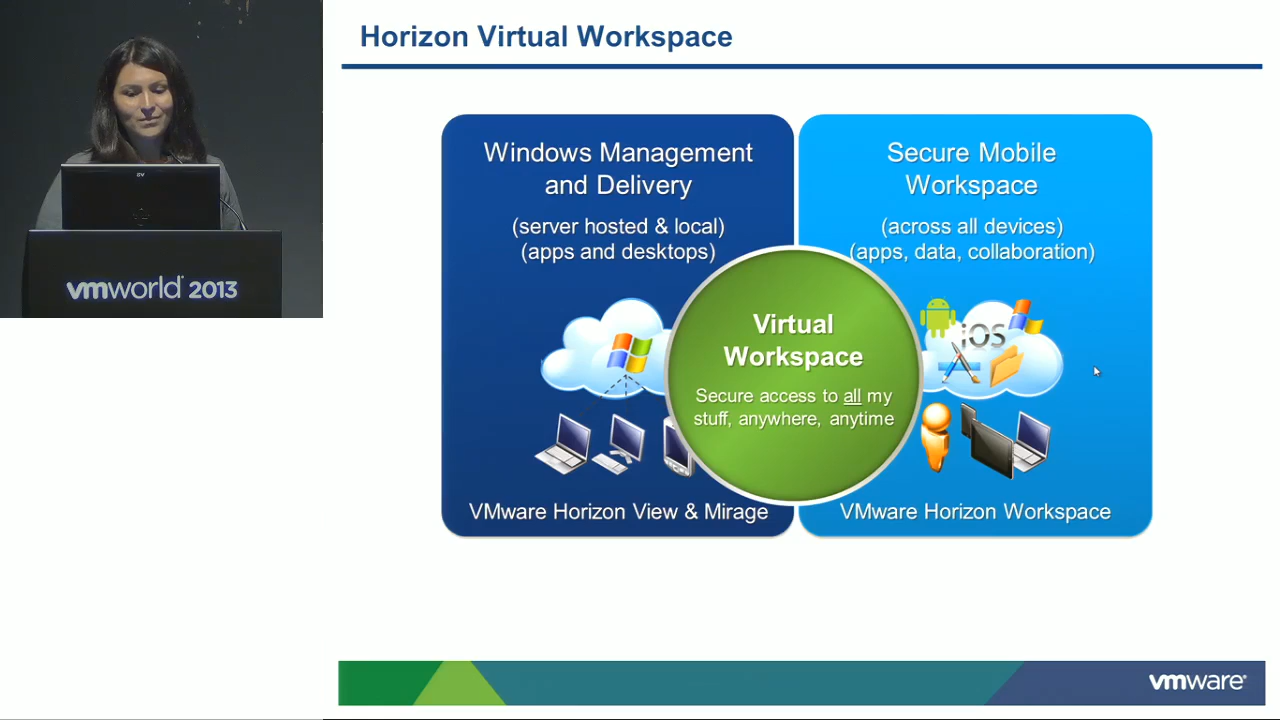 Horizon Virtual Workspace
Windows Management
and Delivery
(server hosted & local)
(apps and desktops)
Secure Mobile
Workspace
(across all devices)
(apps, data, collaboration)
Virtual
Workspace
Secure access to all my
stuff, anywhere, anytime
iOS
VMware Horizon View & Mirage
VMware Horizon Workspace
vmworld 2013
vmware